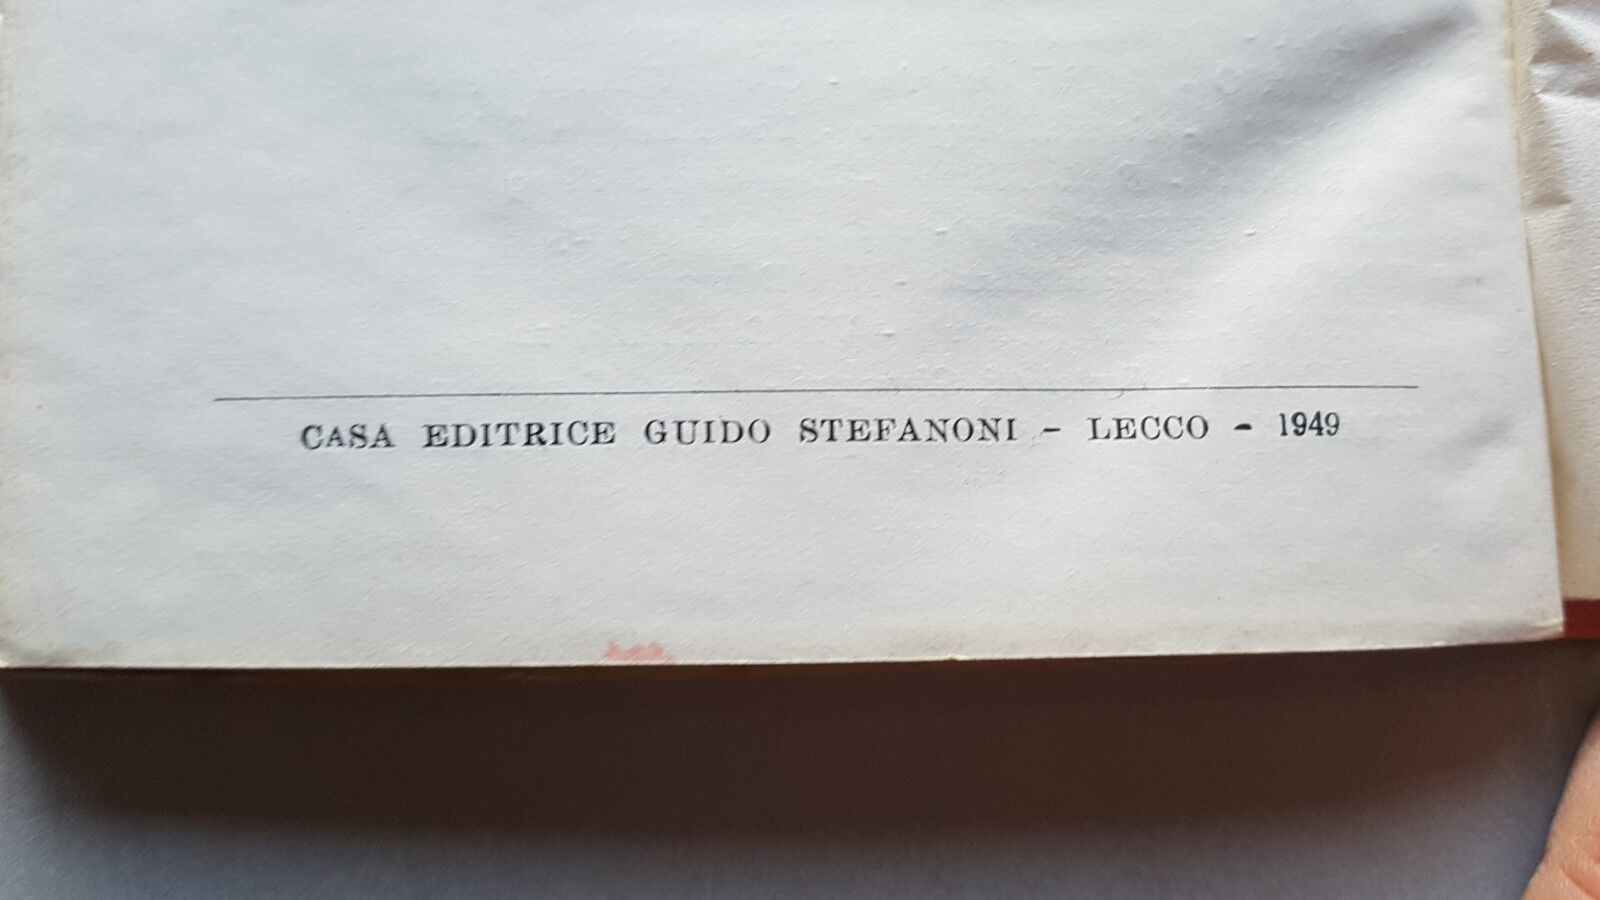 CASA EDITRICE GUIDO STEFANONI - LECCO - 1949